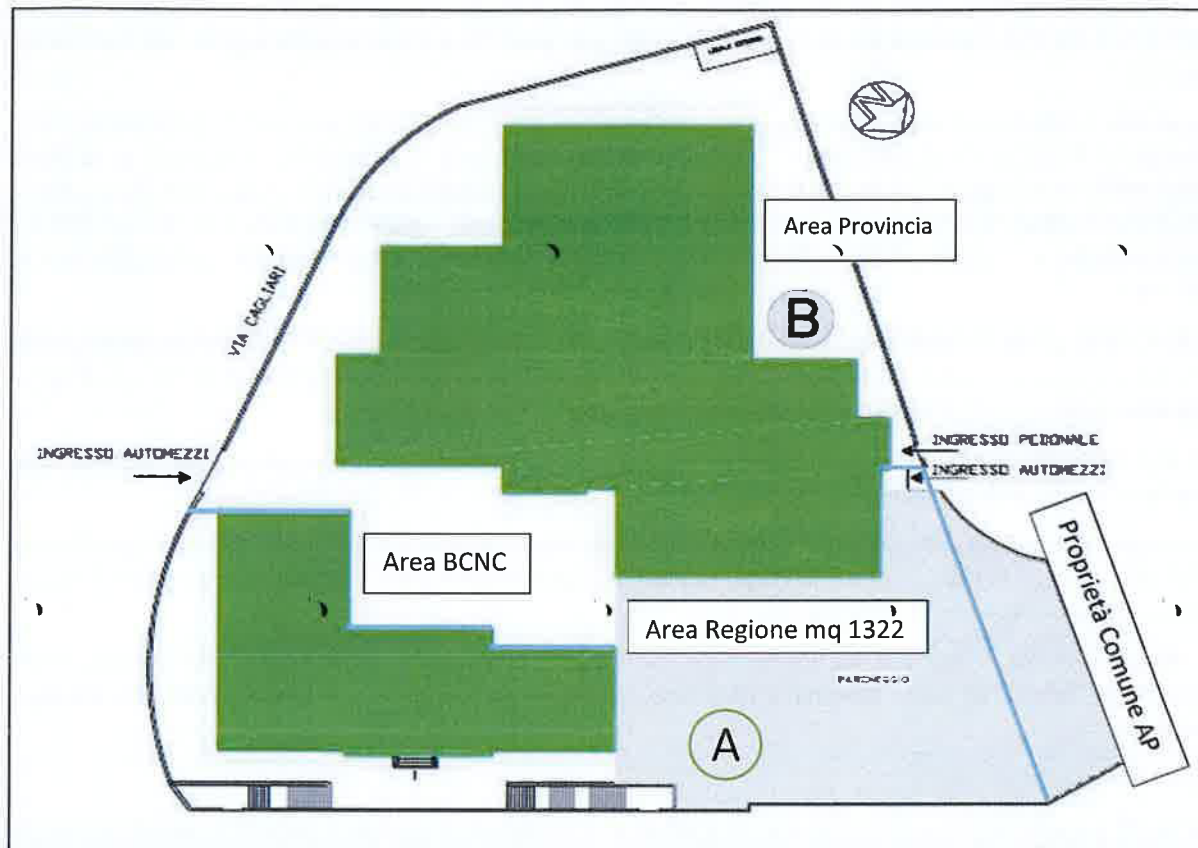 Area Provincia
B
VIA CAGLIARI
INGRESSO AUTOMEZZI
INGRESSO PEDONALE
INGRESSO AUTOMEZZI
Area BCNC
Proprietà Comune AP
Area Regione mq 1322
PARCHEGGIO
A